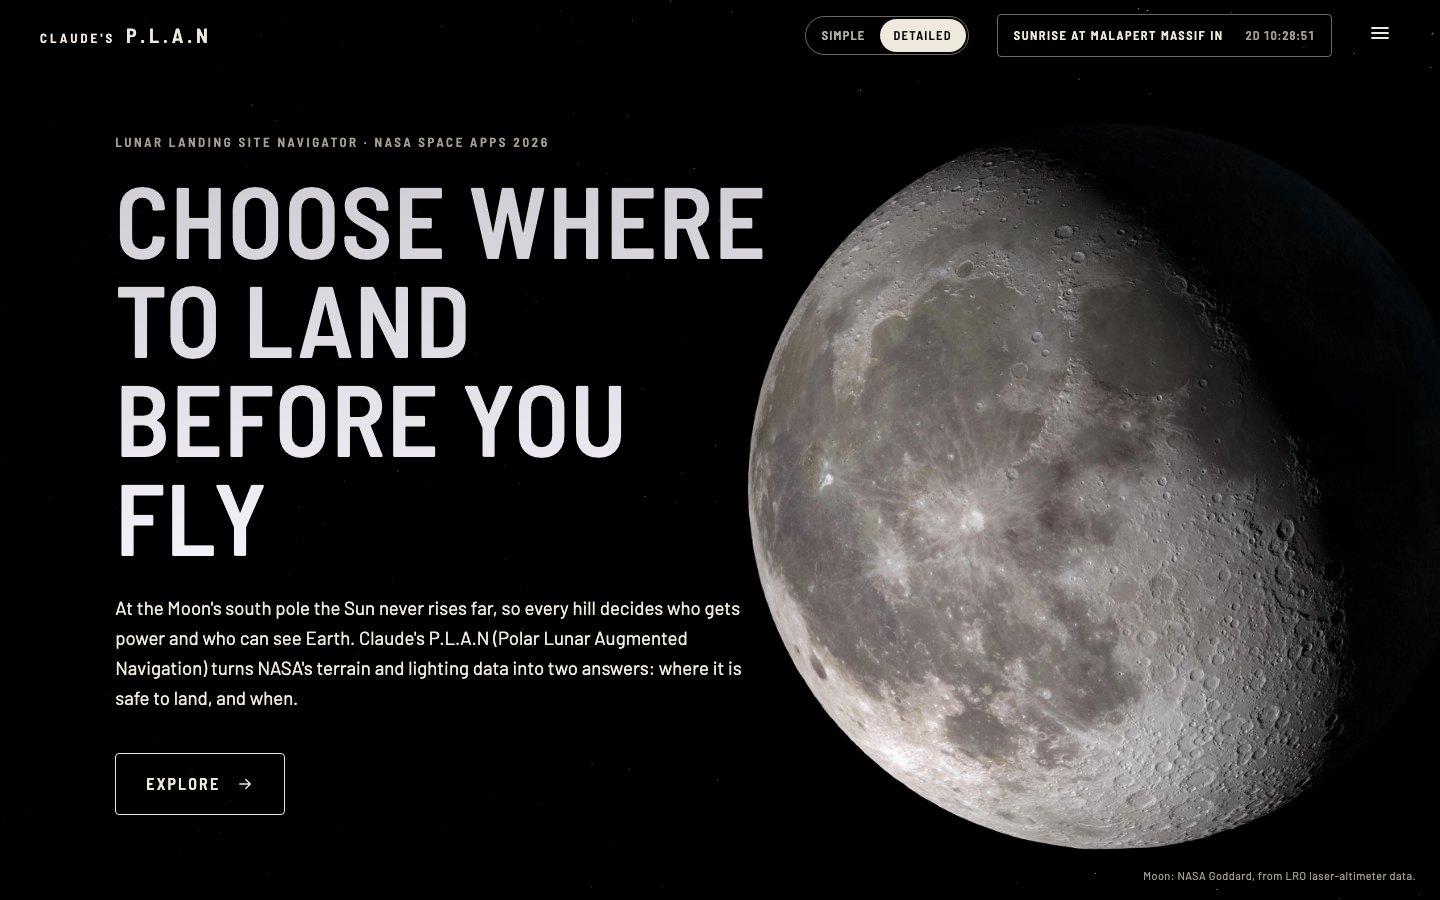 CLAUDE'S P.L.A.N
SIMPLE DETAILED
SUNRISE AT MALAPERT MASSIF IN 2D 10:28:51
LUNAR LANDING SITE NAVIGATOR · NASA SPACE APPS 2026
CHOOSE WHERE
TO LAND
BEFORE YOU
FLY
At the Moon's south pole the Sun never rises far, so every hill decides who gets
power and who can see Earth. Claude's P.L.A.N (Polar Lunar Augmented
Navigation) turns NASA's terrain and lighting data into two answers: where it is
safe to land, and when.
EXPLORE →
Moon: NASA Goddard, from LRO laser-altimeter data.